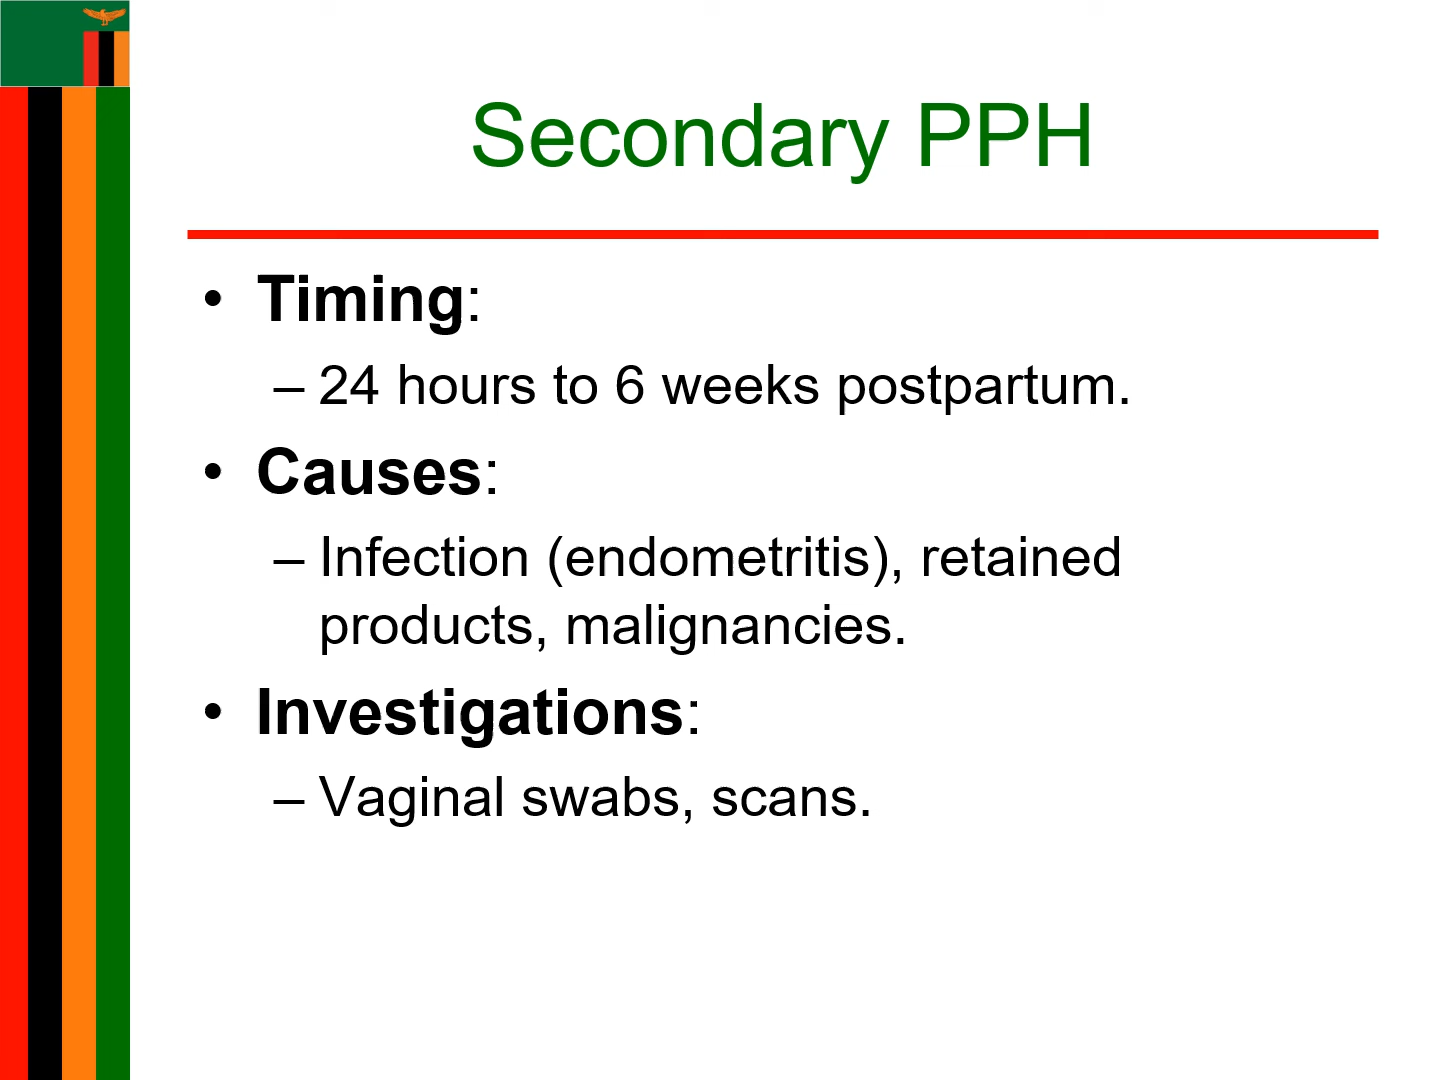 Secondary PPH
• Timing:
– 24 hours to 6 weeks postpartum.
• Causes:
– Infection (endometritis), retained
products, malignancies.
• Investigations:
– Vaginal swabs, scans.